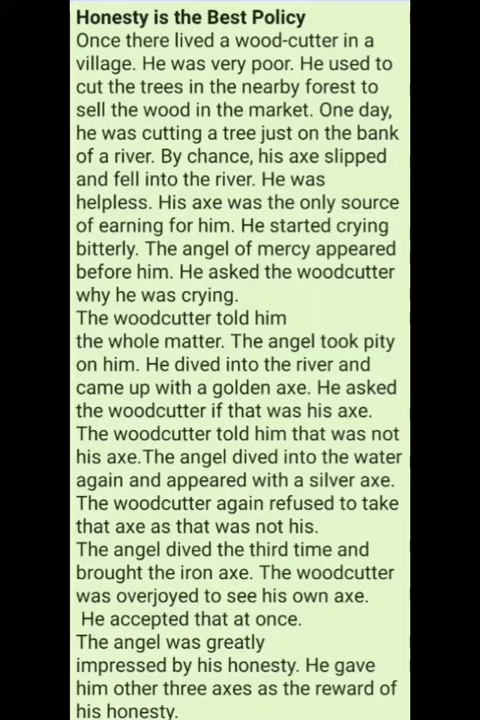 Honesty is the Best Policy
Once there lived a wood-cutter in a
village. He was very poor. He used to
cut the trees in the nearby forest to
sell the wood in the market. One day,
he was cutting a tree just on the bank
of a river. By chance, his axe slipped
and fell into the river. He was
helpless. His axe was the only source
of earning for him. He started crying
bitterly. The angel of mercy appeared
before him. He asked the woodcutter
why he was crying.
The woodcutter told him
the whole matter. The angel took pity
on him. He dived into the river and
came up with a golden axe. He asked
the woodcutter if that was his axe.
The woodcutter told him that was not
his axe.The angel dived into the water
again and appeared with a silver axe.
The woodcutter again refused to take
that axe as that was not his.
The angel dived the third time and
brought the iron axe. The woodcutter
was overjoyed to see his own axe.
He accepted that at once.
The angel was greatly
impressed by his honesty. He gave
him other three axes as the reward of
his honesty.